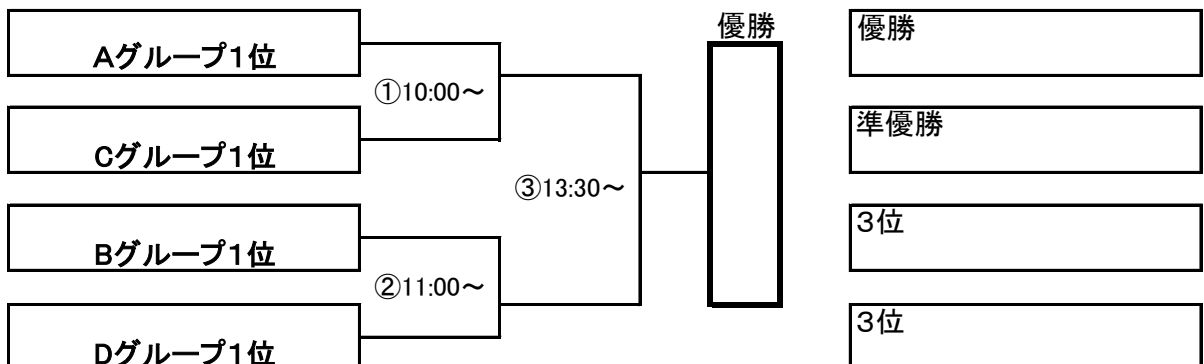 優勝
優勝
Aグループ1位
①10:00～
準優勝
Cグループ1位
③13:30～
3位
Bグループ1位
②11:00～
3位
Dグループ1位